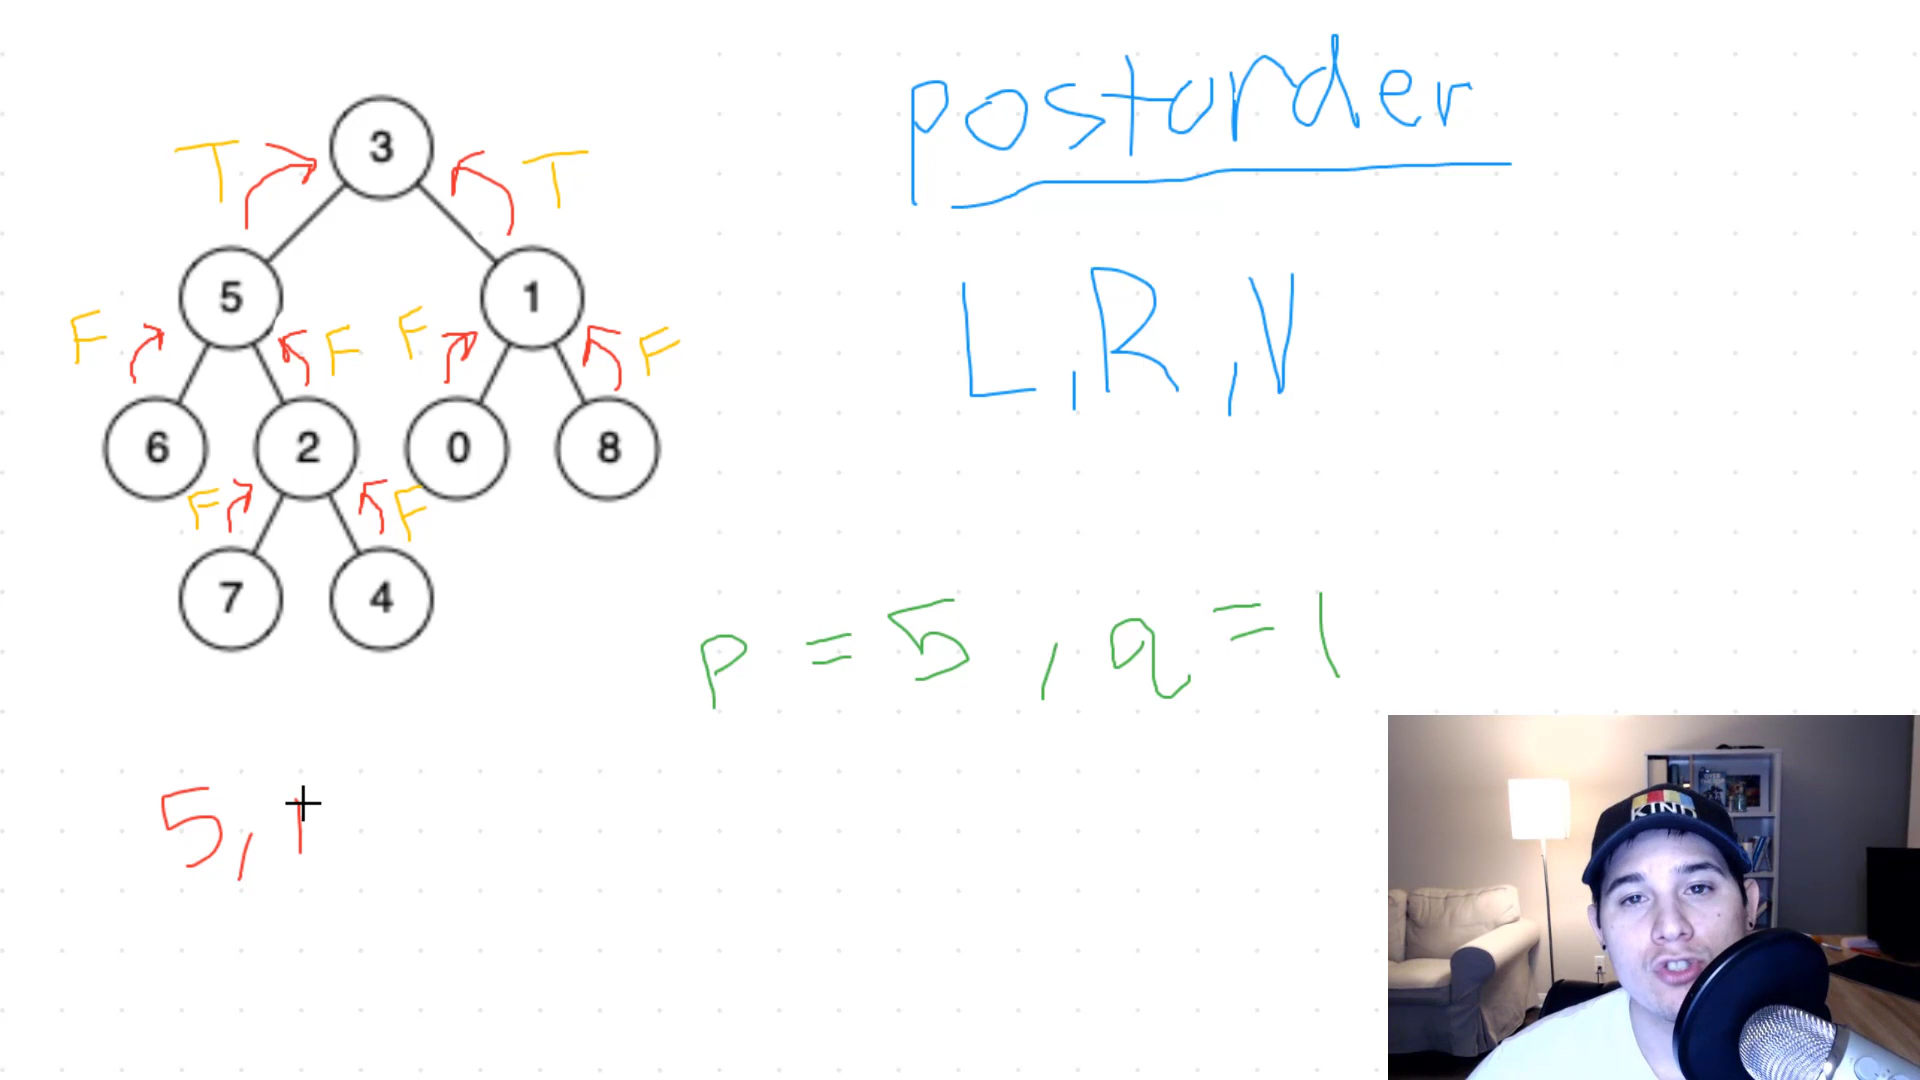 postorder
T 3 T
L, R, V
5 1
F F F F
6 2 0 8
F F
7 4
p = 5, q = 1
5, 1
KIND